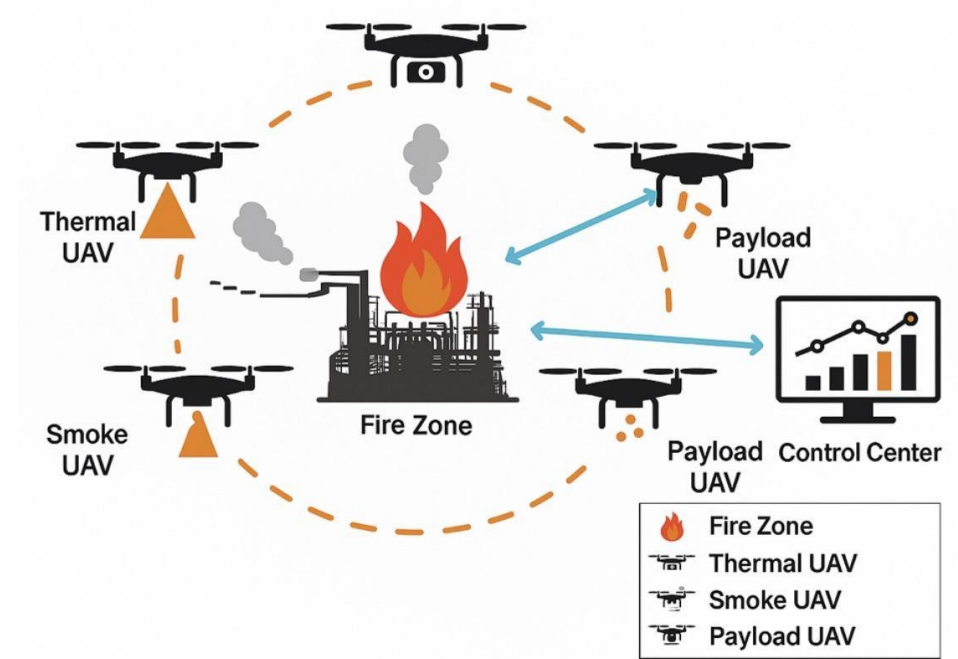 Thermal
UAV
Payload
UAV
Smoke
UAV
Fire Zone
Payload
UAV
Control Center
Fire Zone
Thermal UAV
Smoke UAV
Payload UAV